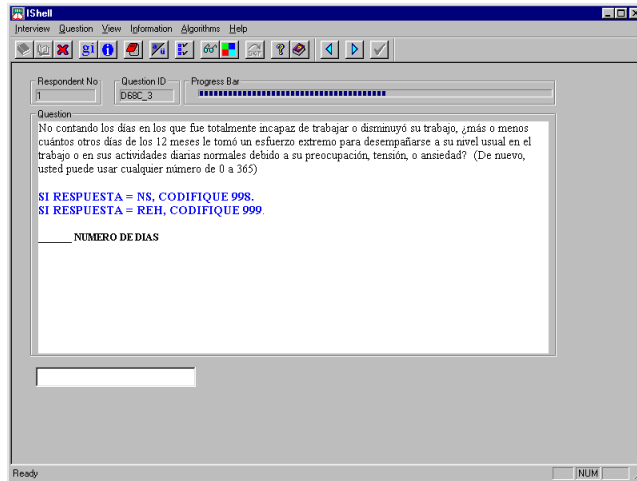 IShell
Interview Question View Information Algorithms Help
gi
Respondent No
Question ID
Progress Bar
1
D68C_3
Question
No contando los días en los que fue totalmente incapaz de trabajar o disminuyó su trabajo, ¿más o menos
cuántos otros días de los 12 meses le tomó un esfuerzo extremo para desempañarse a su nivel usual en el
trabajo o en sus actividades diarias normales debido a su preocupación, tensión, o ansiedad? (De nuevo,
usted puede usar cualquier número de 0 a 365)
SI RESPUESTA = NS, CODIFIQUE 998.
SI RESPUESTA = REH, CODIFIQUE 999.
______ NUMERO DE DIAS
Ready
NUM